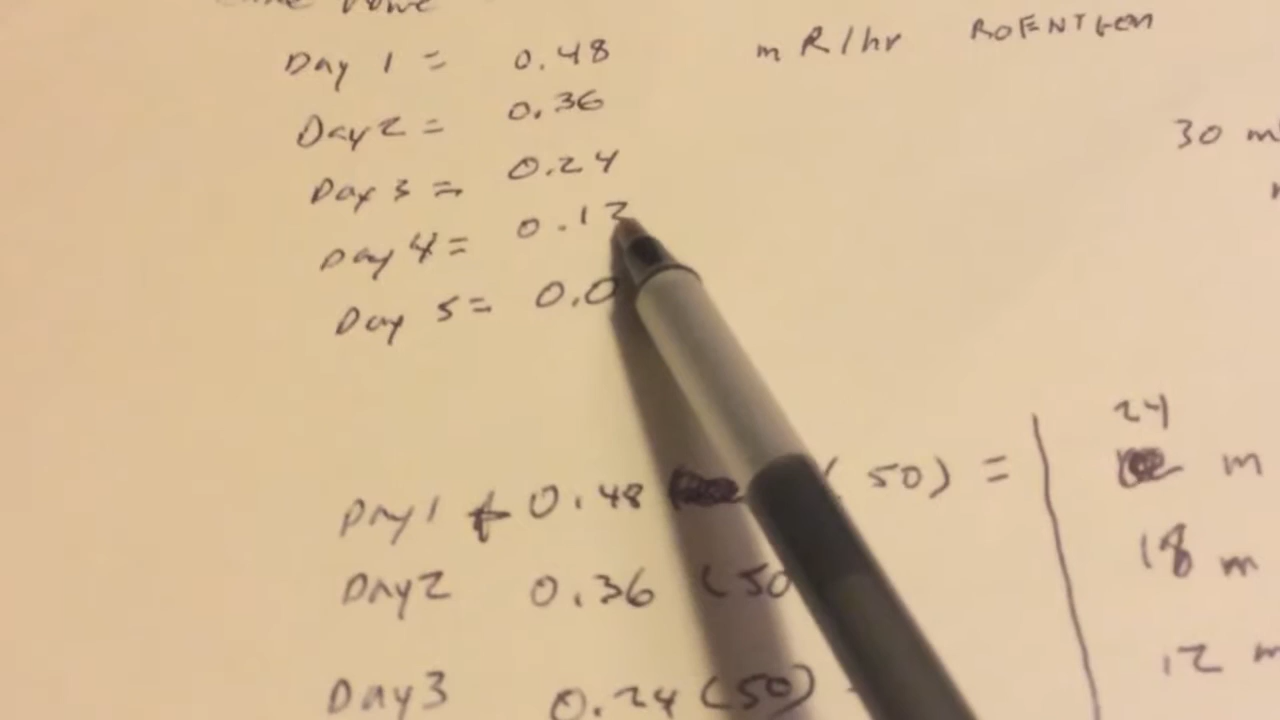 Day 1 = 0.48 mR/hr ROENTGEN
Day 2 = 0.36
30 m
Day 3 = 0.24
Day 4 = 0.12
Day 5 = 0.0
24
Day 1 0.48 (50) = m
Day 2 0.36 (50 18 m
Day 3 0.24 (50) 12 m